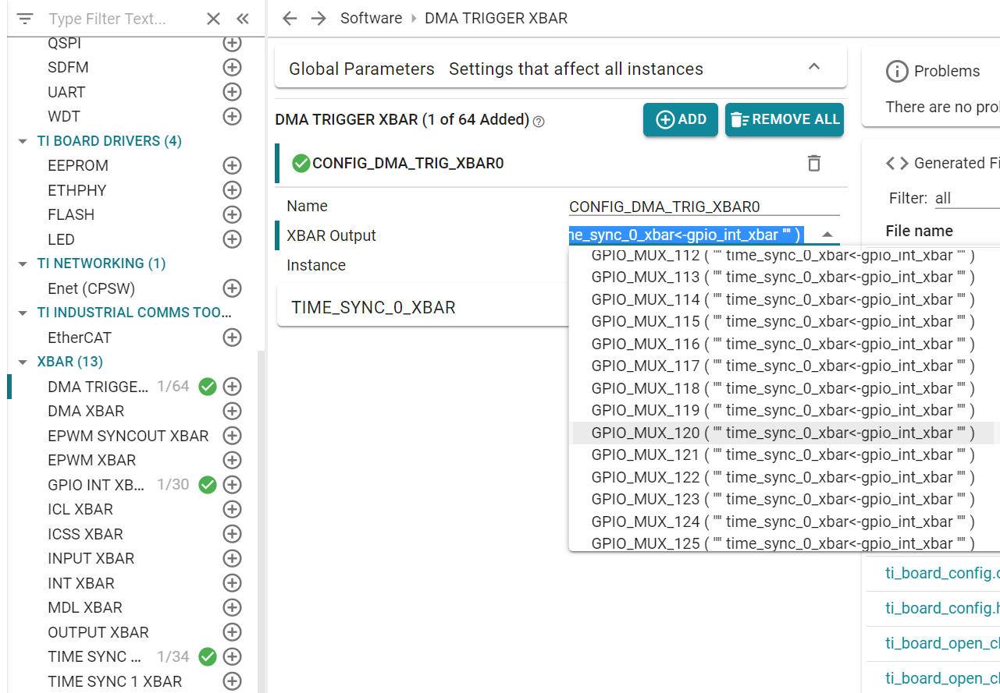 Type Filter Text...
QSPI
SDFM
UART
WDT
TI BOARD DRIVERS (4)
EEPROM
ETHPHY
FLASH
LED
TI NETWORKING (1)
Enet (CPSW)
TI INDUSTRIAL COMMS TOO...
EtherCAT
XBAR (13)
DMA TRIGGE... 1/64
DMA XBAR
EPWM SYNCOUT XBAR
EPWM XBAR
GPIO INT XB... 1/30
ICL XBAR
ICSS XBAR
INPUT XBAR
INT XBAR
MDL XBAR
OUTPUT XBAR
TIME SYNC ... 1/34
TIME SYNC 1 XBAR
Software DMA TRIGGER XBAR
Global Parameters Settings that affect all instances
DMA TRIGGER XBAR (1 of 64 Added)
ADD
REMOVE ALL
CONFIG_DMA_TRIG_XBAR0
Name CONFIG_DMA_TRIG_XBAR0
XBAR Output ne_sync_0_xbar<-gpio_int_xbar "" )
Instance
TIME_SYNC_0_XBAR
GPIO_MUX_112 ( "" time_sync_0_xbar<-gpio_int_xbar "" )
GPIO_MUX_113 ( "" time_sync_0_xbar<-gpio_int_xbar "" )
GPIO_MUX_114 ( "" time_sync_0_xbar<-gpio_int_xbar "" )
GPIO_MUX_115 ( "" time_sync_0_xbar<-gpio_int_xbar "" )
GPIO_MUX_116 ( "" time_sync_0_xbar<-gpio_int_xbar "" )
GPIO_MUX_117 ( "" time_sync_0_xbar<-gpio_int_xbar "" )
GPIO_MUX_118 ( "" time_sync_0_xbar<-gpio_int_xbar "" )
GPIO_MUX_119 ( "" time_sync_0_xbar<-gpio_int_xbar "" )
GPIO_MUX_120 ( "" time_sync_0_xbar<-gpio_int_xbar "" )
GPIO_MUX_121 ( "" time_sync_0_xbar<-gpio_int_xbar "" )
GPIO_MUX_122 ( "" time_sync_0_xbar<-gpio_int_xbar "" )
GPIO_MUX_123 ( "" time_sync_0_xbar<-gpio_int_xbar "" )
GPIO_MUX_124 ( "" time_sync_0_xbar<-gpio_int_xbar "" )
GPIO_MUX_125 ( "" time_sync_0_xbar<-gpio_int_xbar "" )
Problems
There are no pro
Generated Fi
Filter: all
File name
ti_board_config.c
ti_board_config.h
ti_board_open_cl
ti_board_open_cl